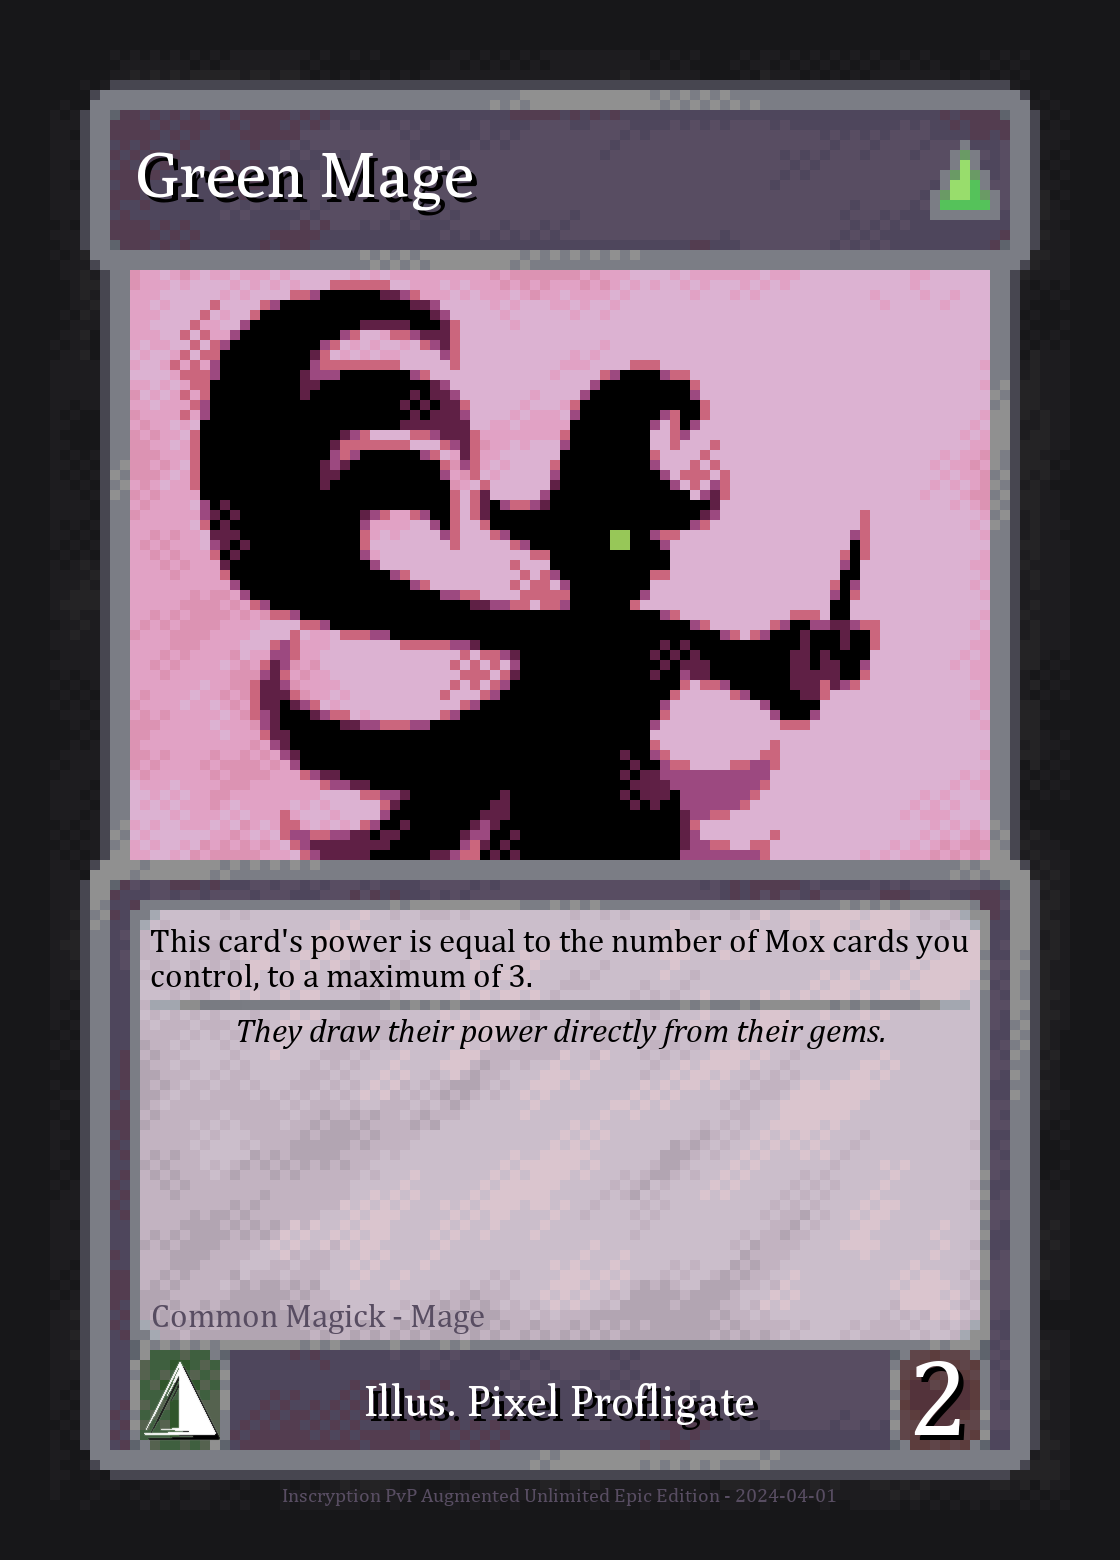 Green Mage
This card's power is equal to the number of Mox cards you
control, to a maximum of 3.
They draw their power directly from their gems.
Common Magick - Mage
Illus. Pixel Profligate
2
Inscryption PvP Augmented Unlimited Epic Edition - 2024-04-01